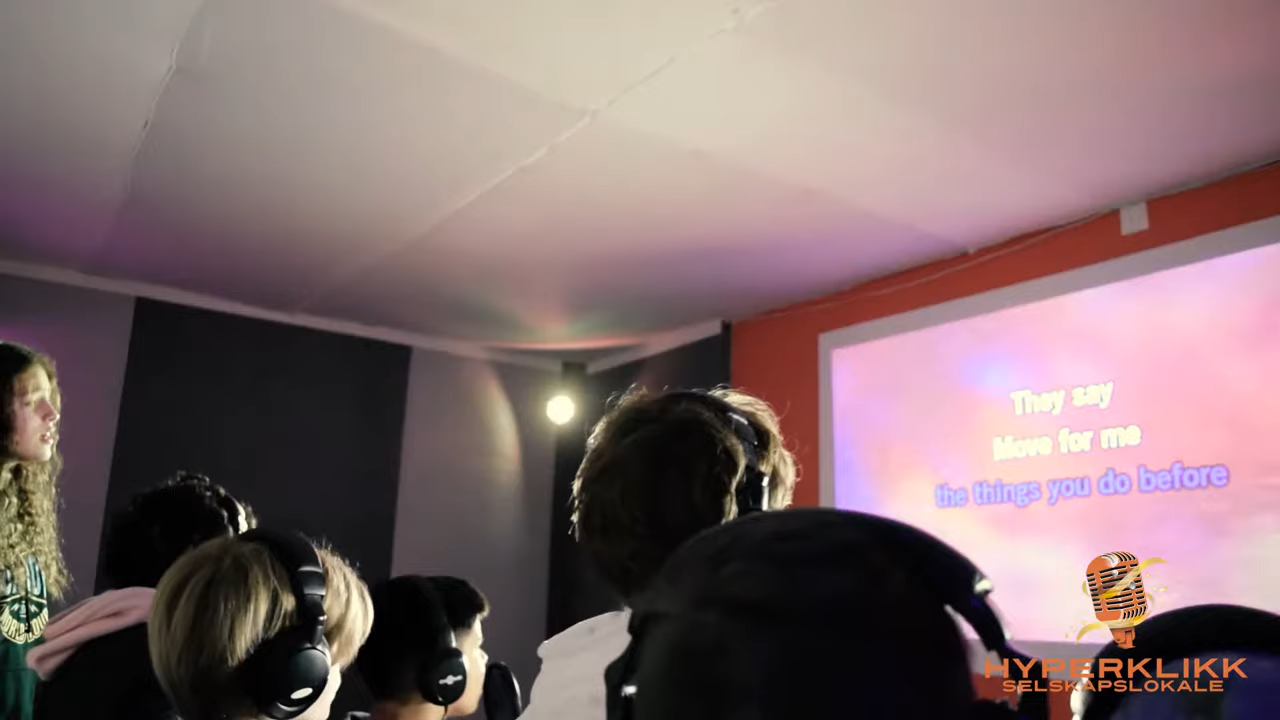 They say
Move for me
the things you do before
HYPERKLIKK
SELSKAPSLOKALE